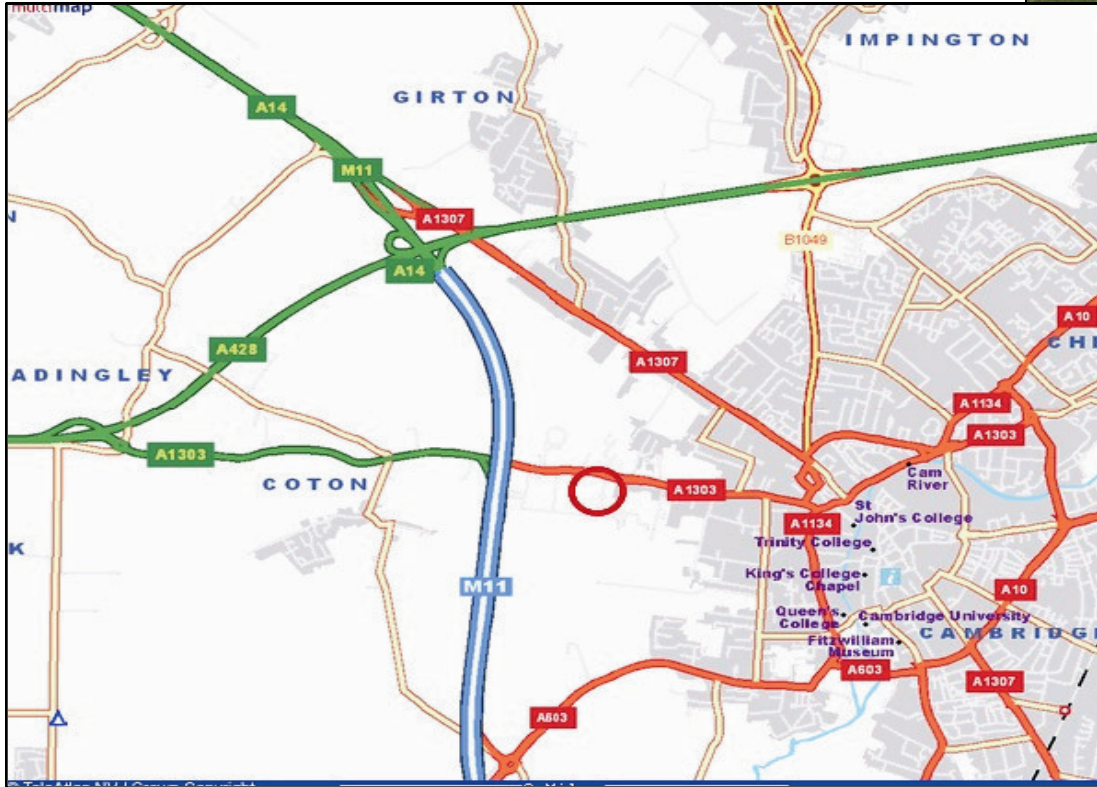 multimap
IMPINGTON
GIRTON
A14
M11
A1307
B1049
A14
A10
A428
A1307
ADINGLEY
A1134
A1303
A1303
Cam
River
COTON
A1303
St
John's College
A1134
Trinity College
K
King's College
Chapel
M11
A10
Queen's
College
Cambridge University
CAMBRIDGE
Fitzwilliam
Museum
A603
A1307
A603